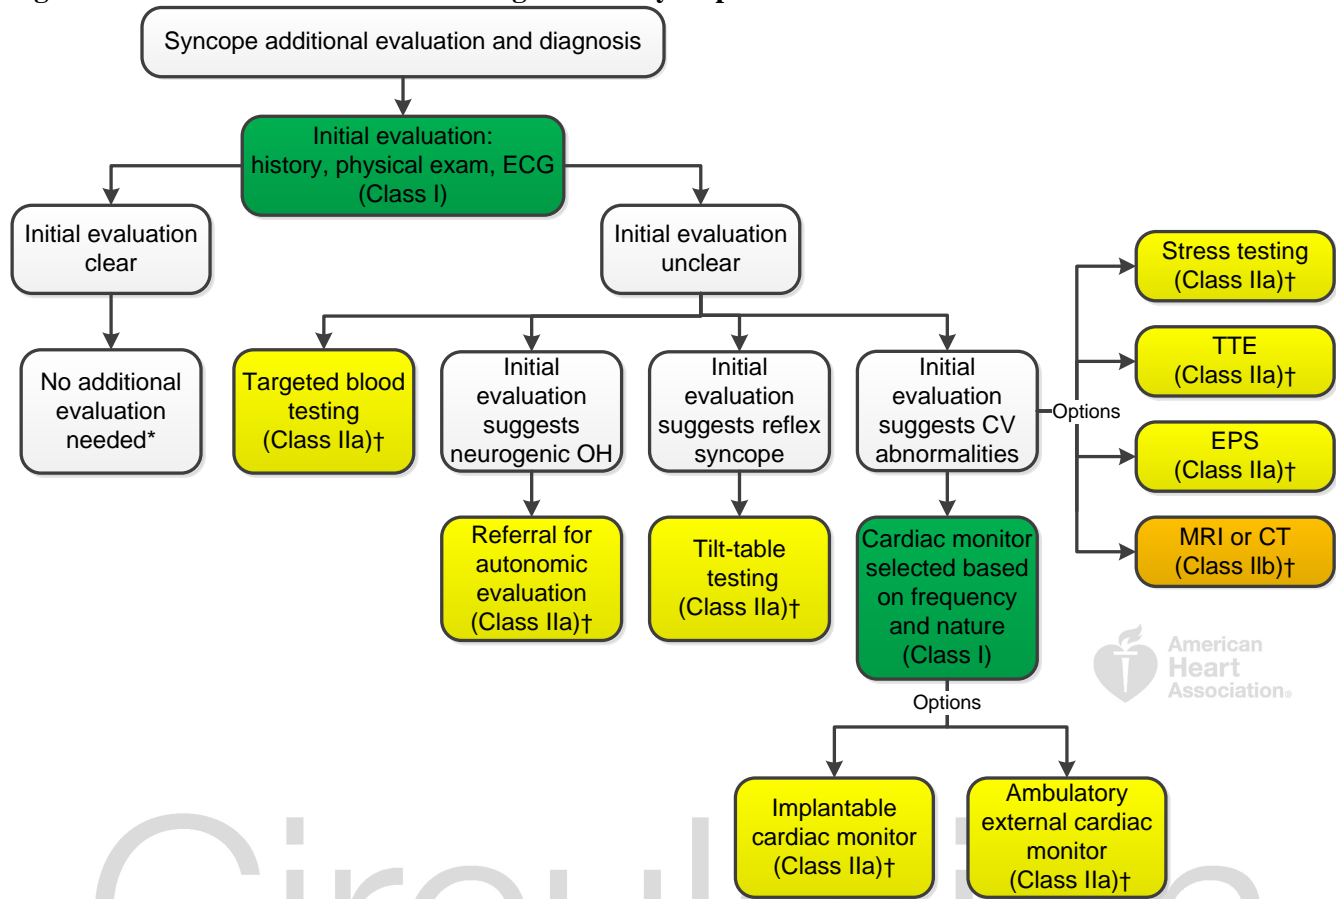 Syncope additional evaluation and diagnosis
Initial evaluation:
history, physical exam, ECG
(Class I)
Initial evaluation
clear
Initial evaluation
unclear
Stress testing
(Class IIa)†
TTE
(Class IIa)†
EPS
(Class IIa)†
MRI or CT
(Class IIb)†
Options
No additional
evaluation
needed*
Targeted blood
testing
(Class IIa)†
Initial
evaluation
suggests
neurogenic OH
Initial
evaluation
suggests reflex
syncope
Initial
evaluation
suggests CV
abnormalities
Referral for
autonomic
evaluation
(Class IIa)†
Tilt-table
testing
(Class IIa)†
Cardiac monitor
selected based
on frequency
and nature
(Class I)
American
Heart
Association®
Options
Implantable
cardiac monitor
(Class IIa)†
Ambulatory
external cardiac
monitor
(Class IIa)†